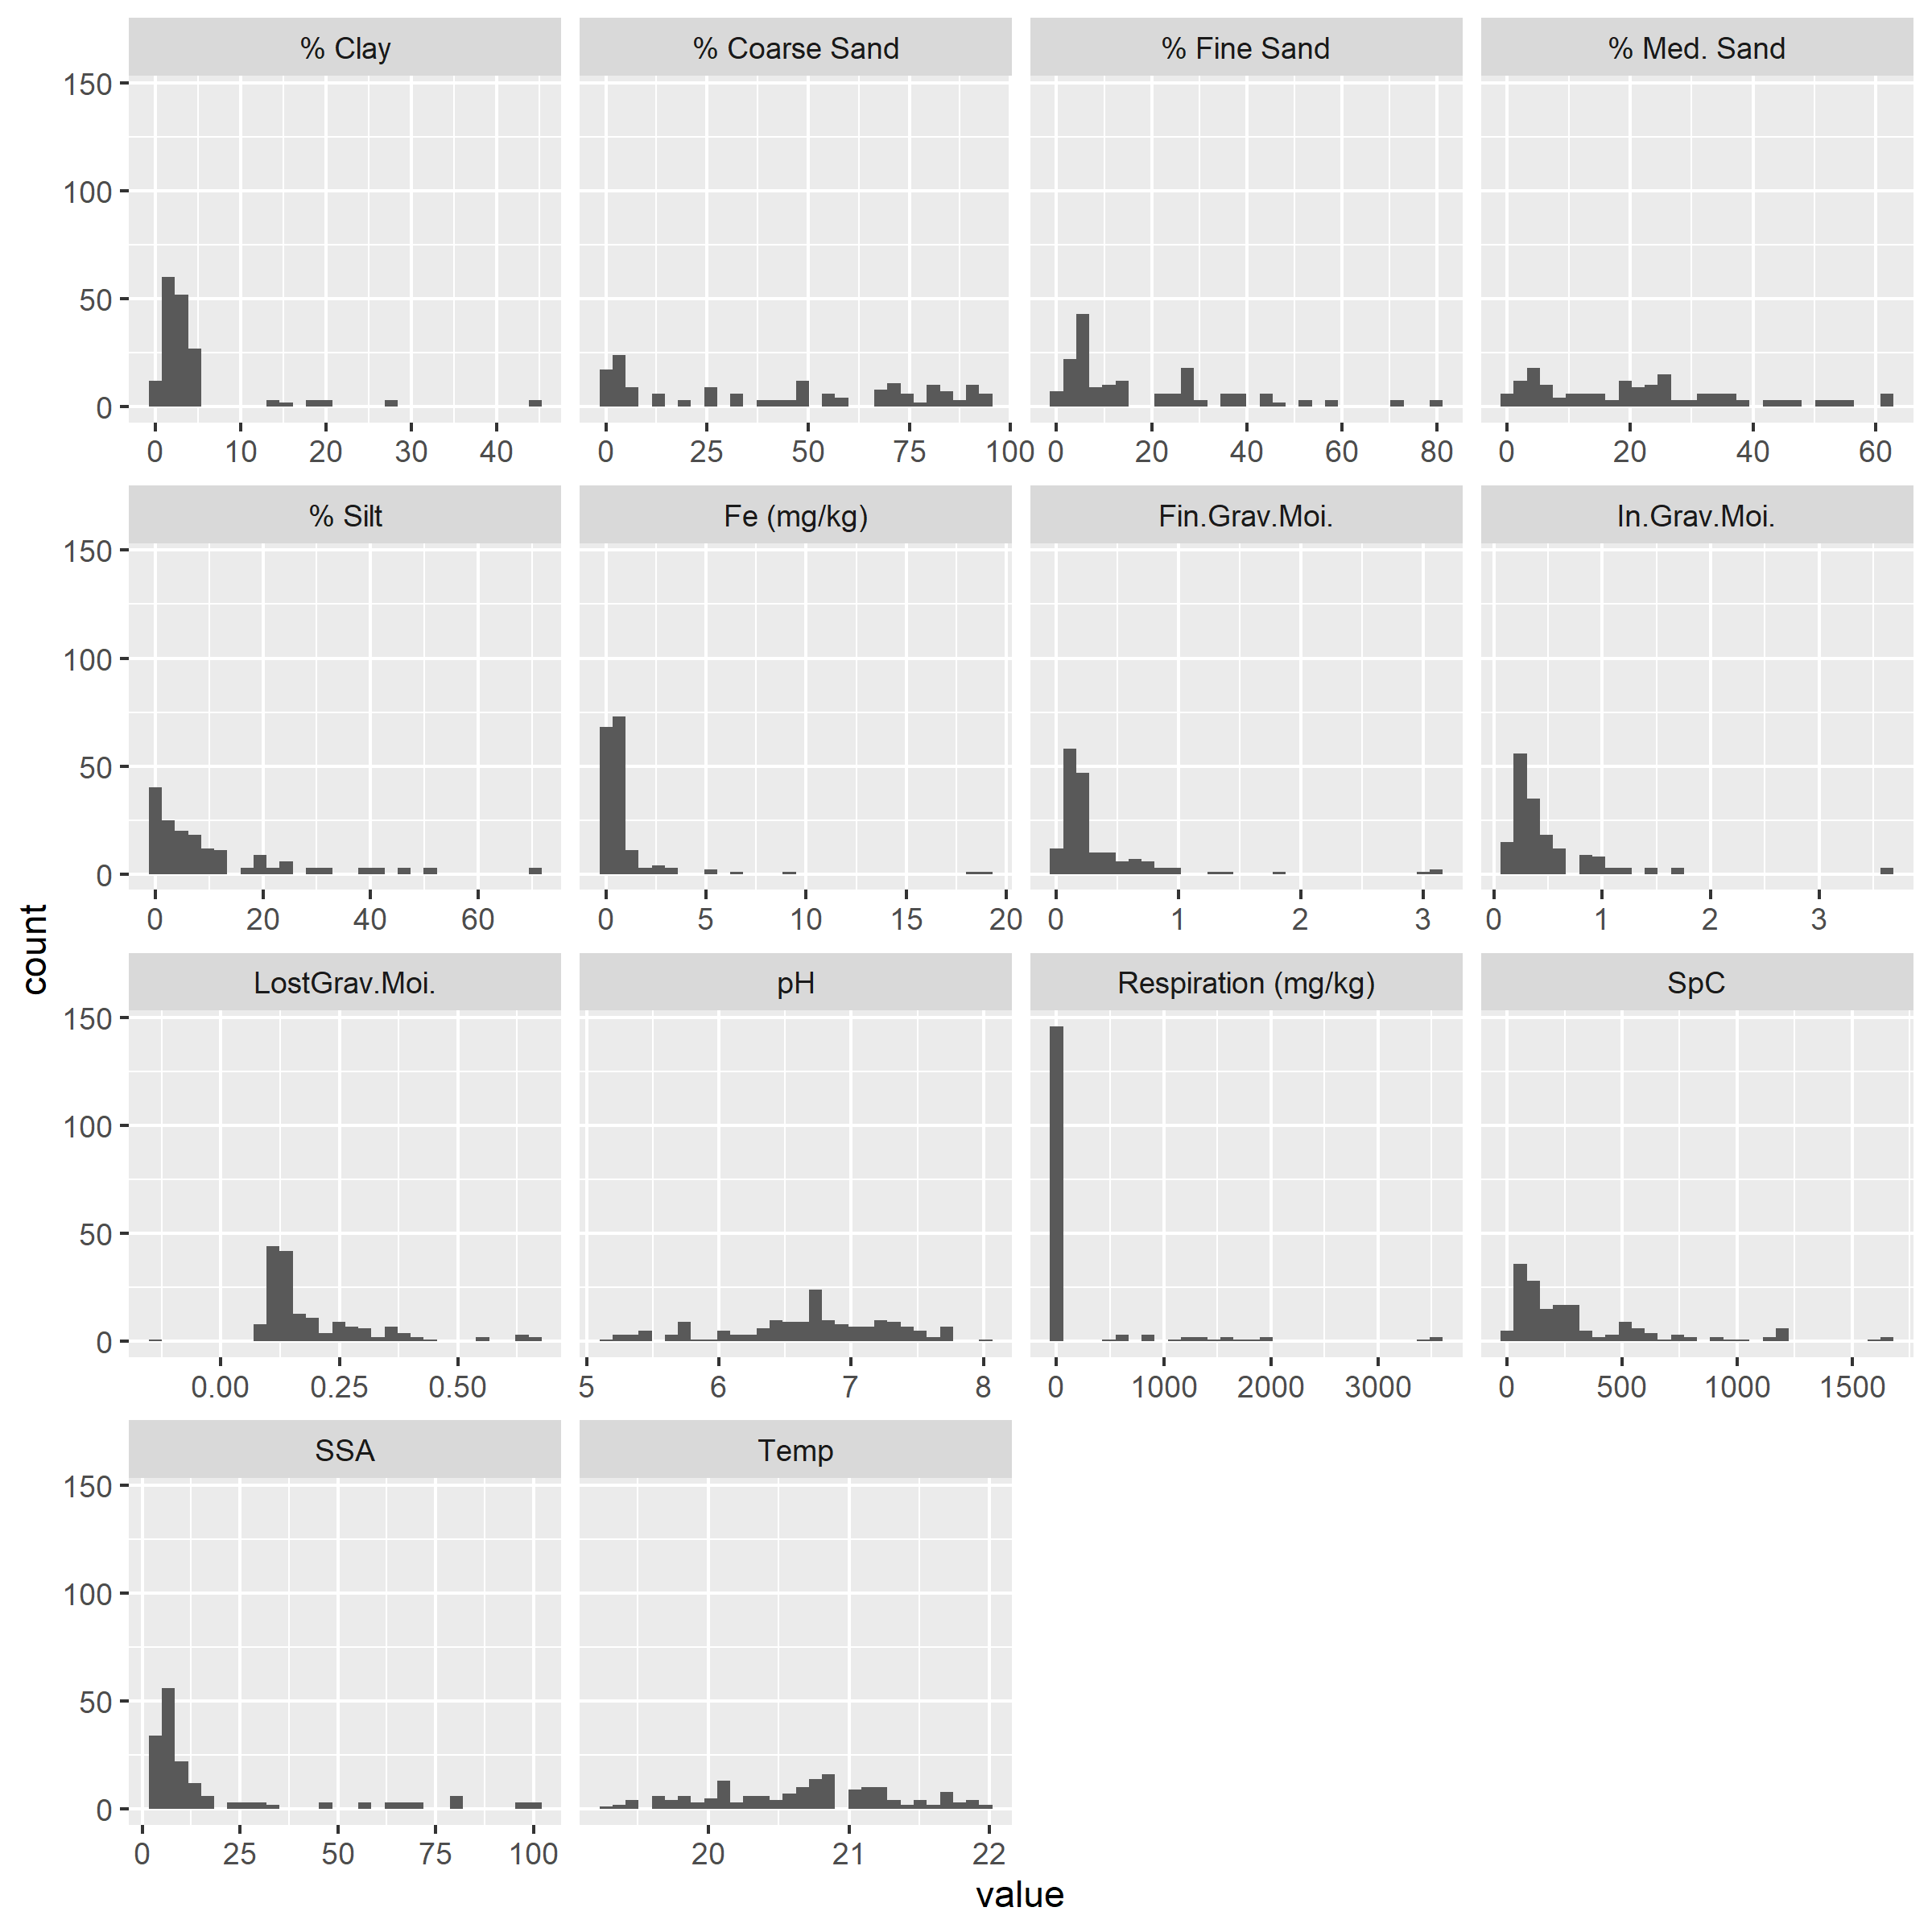 % Clay % Coarse Sand % Fine Sand % Med. Sand
150
100
50
0
0 10 20 30 40 0 25 50 75 100 0 20 40 60 80 0 20 40 60
% Silt Fe (mg/kg) Fin.Grav.Moi. In.Grav.Moi.
150
100
50
0
0 20 40 60 0 5 10 15 20 0 1 2 3 0 1 2 3
count
LostGrav.Moi. pH Respiration (mg/kg) SpC
150
100
50
0
0.00 0.25 0.50 5 6 7 8 0 1000 2000 3000 0 500 1000 1500
SSA Temp
150
100
50
0
0 25 50 75 100 20 21 22
value